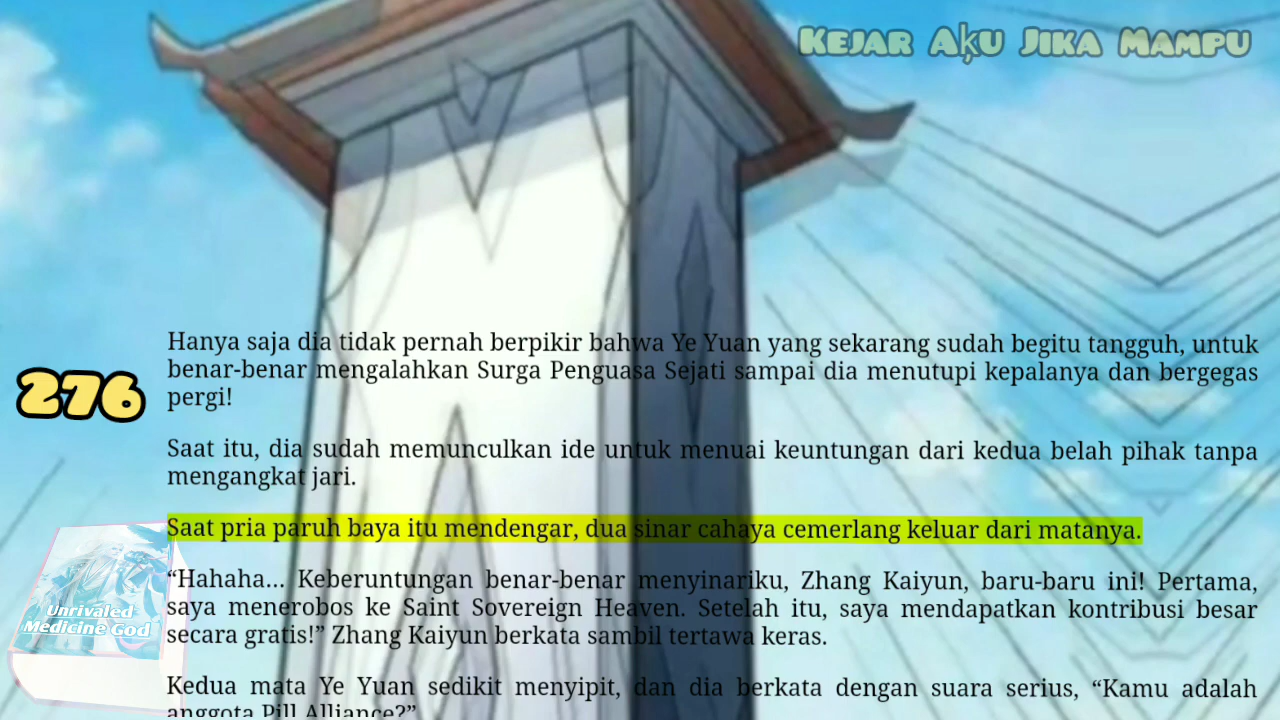 Kejar Aķu Jika Mampu
Hanya saja dia tidak pernah berpikir bahwa Ye Yuan yang sekarang sudah begitu tangguh, untuk
benar-benar mengalahkan Surga Penguasa Sejati sampai dia menutupi kepalanya dan bergegas
pergi!
276
Saat itu, dia sudah memunculkan ide untuk menuai keuntungan dari kedua belah pihak tanpa
mengangkat jari.
Saat pria paruh baya itu mendengar, dua sinar cahaya cemerlang keluar dari matanya.
“Hahaha… Keberuntungan benar-benar menyinariku, Zhang Kaiyun, baru-baru ini! Pertama,
saya menerobos ke Saint Sovereign Heaven. Setelah itu, saya mendapatkan kontribusi besar
secara gratis!” Zhang Kaiyun berkata sambil tertawa keras.
Unrivaled
Medicine God
Kedua mata Ye Yuan sedikit menyipit, dan dia berkata dengan suara serius, “Kamu adalah
anggota Pill Alliance?”